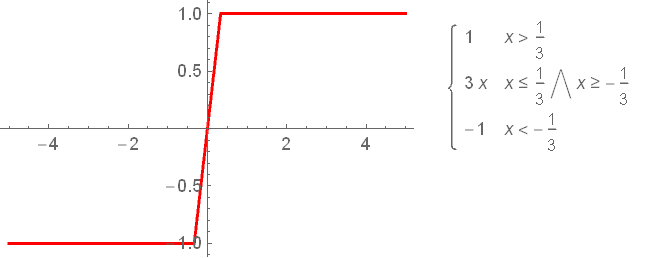 1.0
0.5
-4 -2 2 4
-0.5
-1.0
1 x > 1/3
3 x x ≤ 1/3 ⋀ x ≥ - 1/3
-1 x < - 1/3